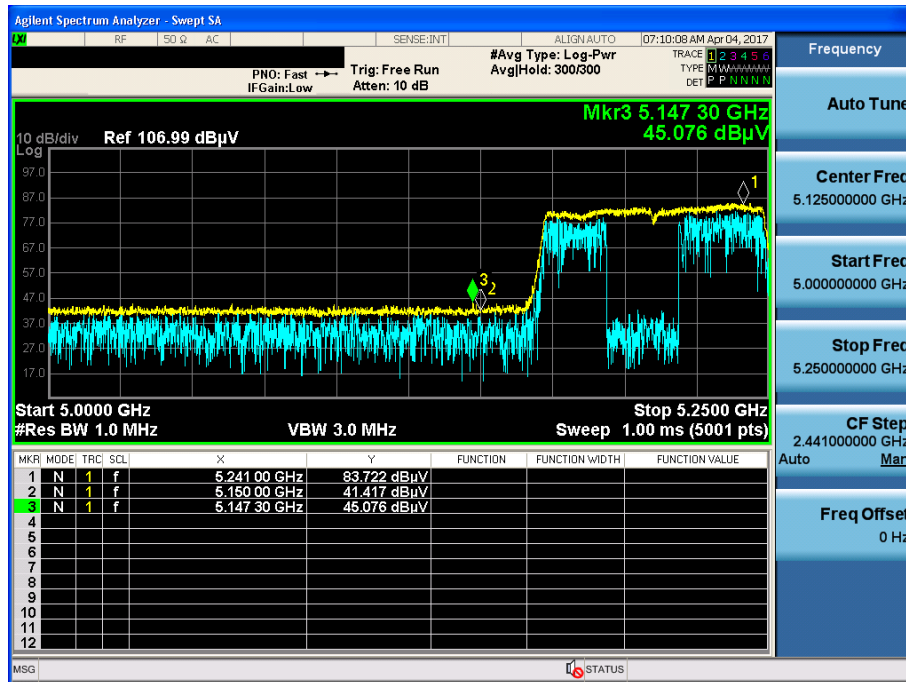 Agilent Spectrum Analyzer - Swept SA
LXI RF 50 Ω AC SENSE:INT ALIGN AUTO 07:10:08 AM Apr 04, 2017
Frequency
PNO: Fast
IFGain:Low
Trig: Free Run
Atten: 10 dB
#Avg Type: Log-Pwr
Avg|Hold: 300/300
TRACE 1 2 3 4 5 6
TYPE M W
DET P P N N N N
Auto Tune
Mkr3 5.147 30 GHz
45.076 dBµV
10 dB/div Ref 106.99 dBµV
Log
97.0
87.0
77.0
67.0
57.0
47.0
37.0
27.0
17.0
1
3
2
Center Freq
5.125000000 GHz
Start Freq
5.000000000 GHz
Stop Freq
5.250000000 GHz
Start 5.0000 GHz Stop 5.2500 GHz
#Res BW 1.0 MHz VBW 3.0 MHz Sweep 1.00 ms (5001 pts)
CF Step
2.441000000 GHz
Auto Man
Freq Offset
0 Hz
MKR MODE TRC SCL X Y FUNCTION FUNCTION WIDTH FUNCTION VALUE
1 N 1 f 5.241 00 GHz 83.722 dBµV
2 N 1 f 5.150 00 GHz 41.417 dBµV
3 N 1 f 5.147 30 GHz 45.076 dBµV
4
5
6
7
8
9
10
11
12
MSG STATUS